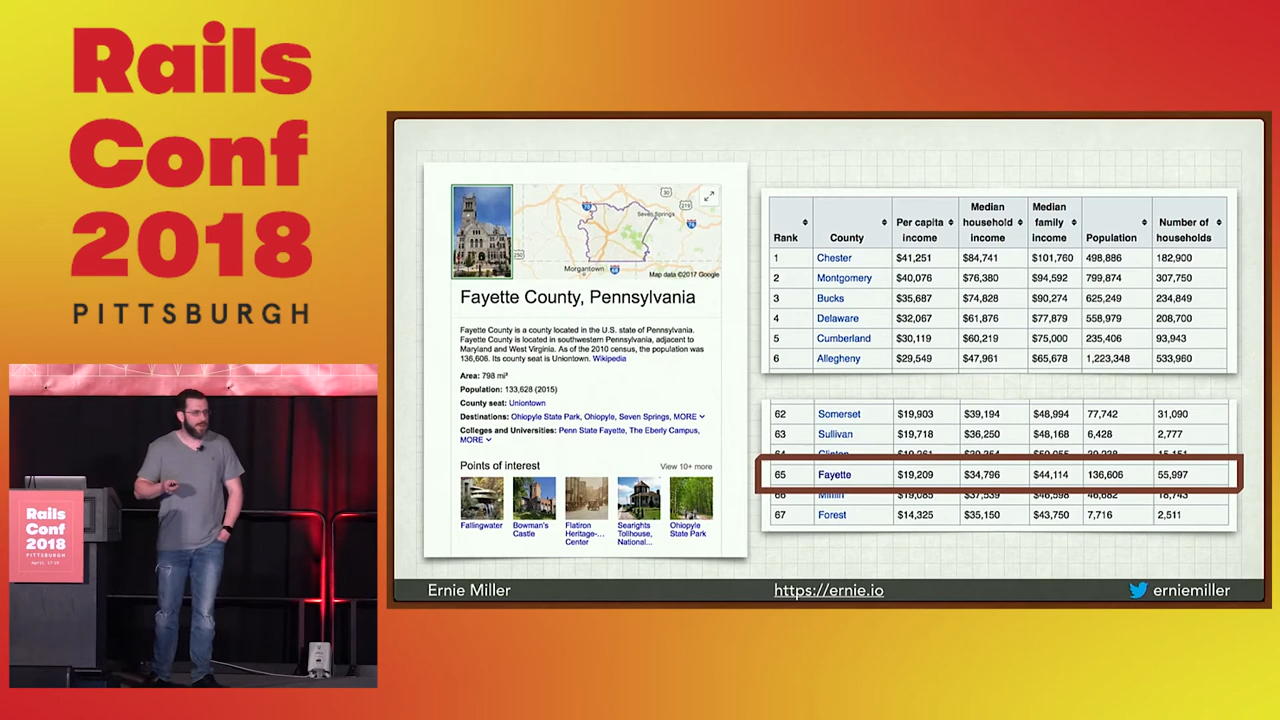 Rails
Conf
2018
PITTSBURGH
Rails
Conf
2018
PITTSBURGH
30
219
Seven Springs
Morgantown
Map data ©2017 Google
Fayette County, Pennsylvania
Fayette County is a county located in the U.S. state of Pennsylvania.
Fayette County is located in southwestern Pennsylvania, adjacent to
Maryland and West Virginia. As of the 2010 census, the population was
136,606. Its county seat is Uniontown. Wikipedia
Area: 798 mi²
Population: 133,628 (2015)
County seat: Uniontown
Destinations: Ohiopyle State Park, Ohiopyle, Seven Springs, MORE
Colleges and Universities: Penn State Fayette, The Eberly Campus,
MORE
Points of interest View 10+ more
Fallingwater
Bowman's
Castle
Flatiron
Heritage-...
Center
Searights
Tollhouse,
National...
Ohiopyle
State Park
Rank County Per capita income Median household income Median family income Population Number of households
1 Chester $41,251 $84,741 $101,760 498,886 182,900
2 Montgomery $40,076 $76,380 $94,592 799,874 307,750
3 Bucks $35,687 $74,828 $90,274 625,249 234,849
4 Delaware $32,067 $61,876 $77,879 558,979 208,700
5 Cumberland $30,119 $60,219 $75,000 235,406 93,943
6 Allegheny $29,549 $47,961 $65,678 1,223,348 533,960
62 Somerset $19,903 $39,194 $48,994 77,742 31,090
63 Sullivan $19,718 $36,250 $48,168 6,428 2,777
65 Fayette $19,209 $34,796 $44,114 136,606 55,997
67 Forest $14,325 $35,150 $43,750 7,716 2,511
Ernie Miller https://ernie.io erniemiller